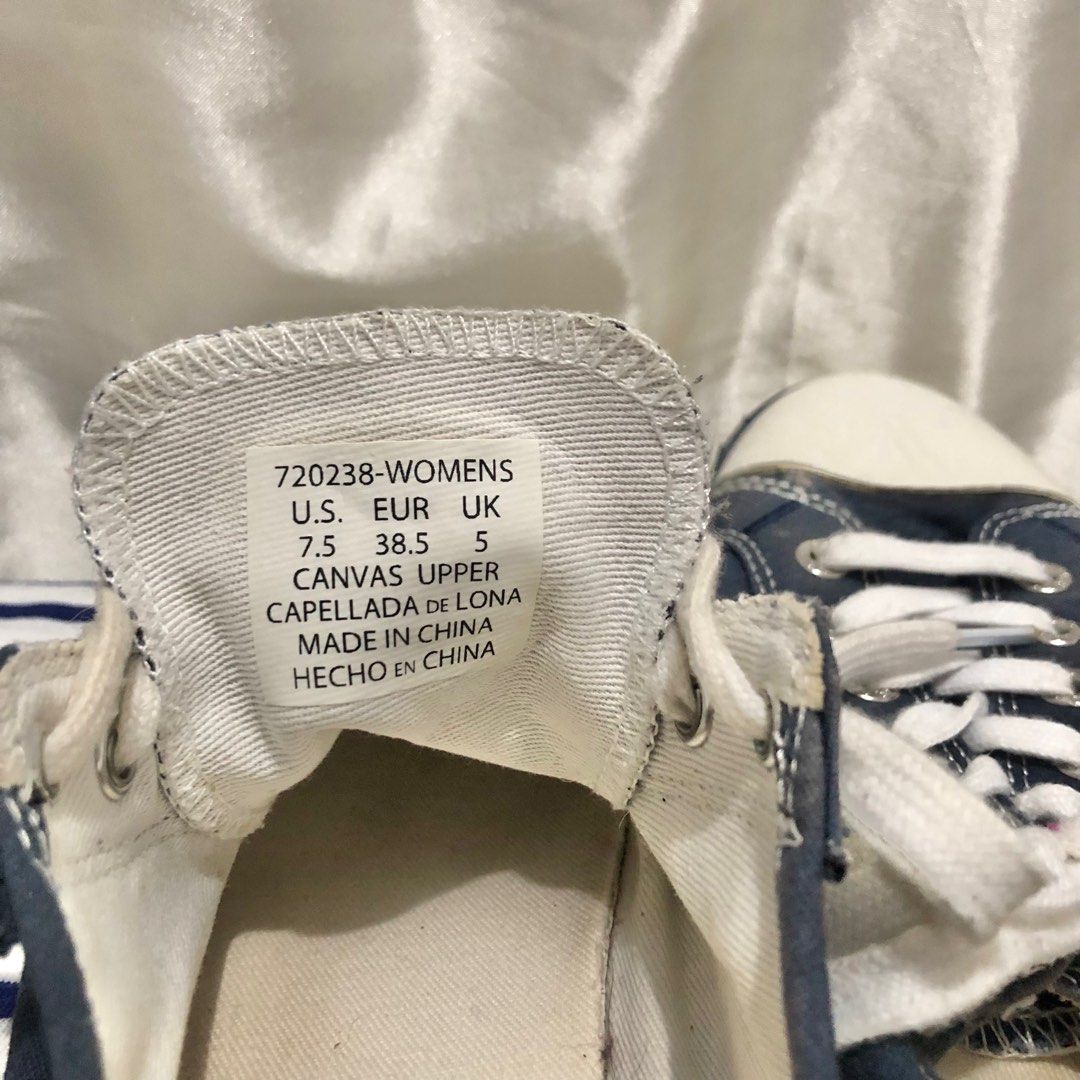 720238-WOMENS
U.S. EUR UK
7.5 38.5 5
CANVAS UPPER
CAPELLADA DE LONA
MADE IN CHINA
HECHO EN CHINA